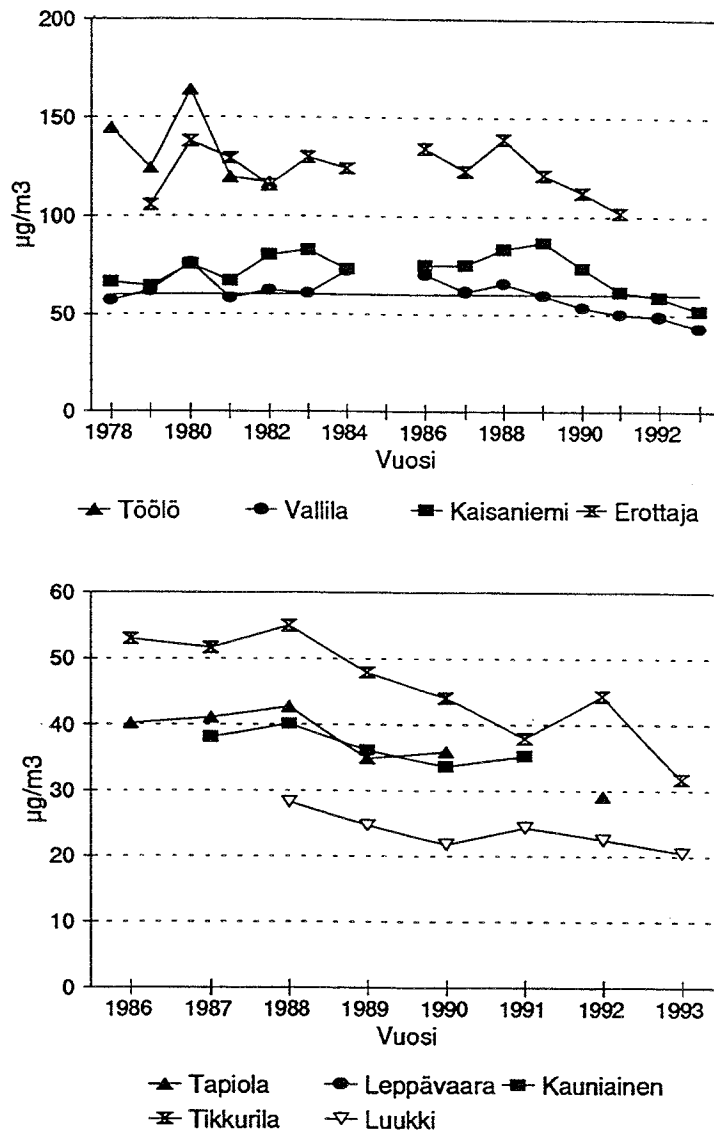 200
150
100
50
0
µg/m3
1978 1980 1982 1984 1986 1988 1990 1992
Vuosi
Töölö Vallila Kaisaniemi Erottaja
60
50
40
30
20
10
0
µg/m3
1986 1987 1988 1989 1990 1991 1992 1993
Vuosi
Tapiola Leppävaara Kauniainen
Tikkurila Luukki